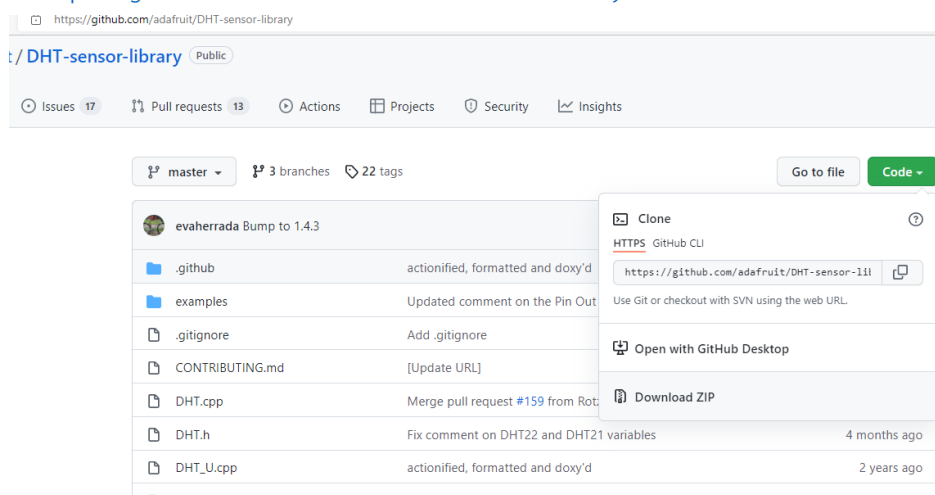 https://github.com/adafruit/DHT-sensor-library
t / DHT-sensor-library Public
Issues 17 Pull requests 13 Actions Projects Security Insights
master 3 branches 22 tags Go to file Code
evaherrada Bump to 1.4.3
Clone
HTTPS GitHub CLI
https://github.com/adafruit/DHT-sensor-lil
Use Git or checkout with SVN using the web URL.
Open with GitHub Desktop
Download ZIP
.github actionified, formatted and doxy'd
examples Updated comment on the Pin Out
.gitignore Add .gitignore
CONTRIBUTING.md [Update URL]
DHT.cpp Merge pull request #159 from Rot
DHT.h Fix comment on DHT22 and DHT21 variables 4 months ago
DHT_U.cpp actionified, formatted and doxy'd 2 years ago